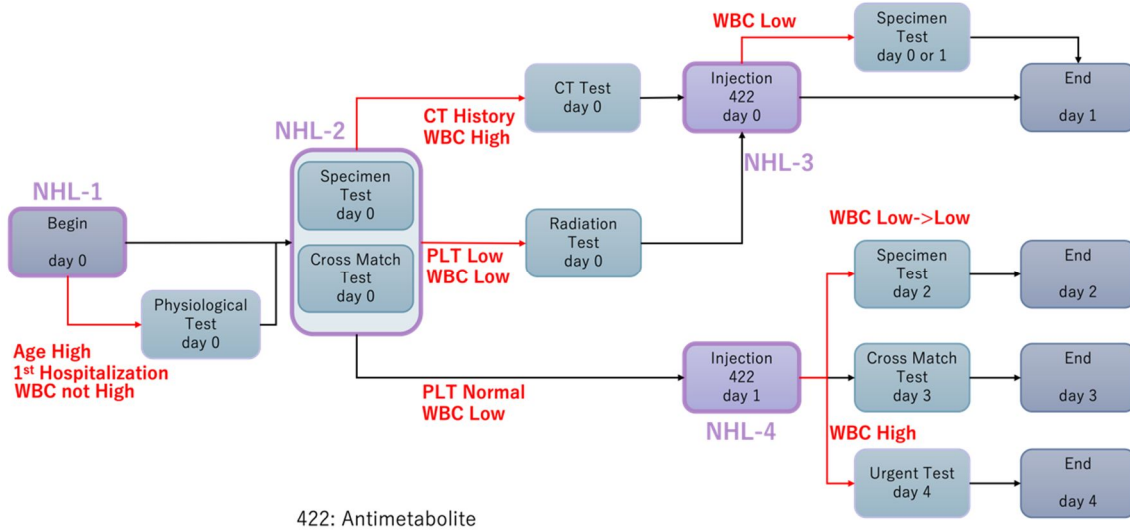 WBC Low
Specimen
Test
day 0 or 1
CT Test
day 0
Injection
422
day 0
End
day 1
CT History
WBC High
NHL-2
NHL-3
NHL-1
Begin
day 0
Specimen
Test
day 0
Cross Match
Test
day 0
PLT Low
WBC Low
Radiation
Test
day 0
WBC Low->Low
Specimen
Test
day 2
End
day 2
Physiological
Test
day 0
Age High
1st Hospitalization
WBC not High
PLT Normal
WBC Low
Injection
422
day 1
NHL-4
Cross Match
Test
day 3
End
day 3
WBC High
Urgent Test
day 4
End
day 4
422: Antimetabolite